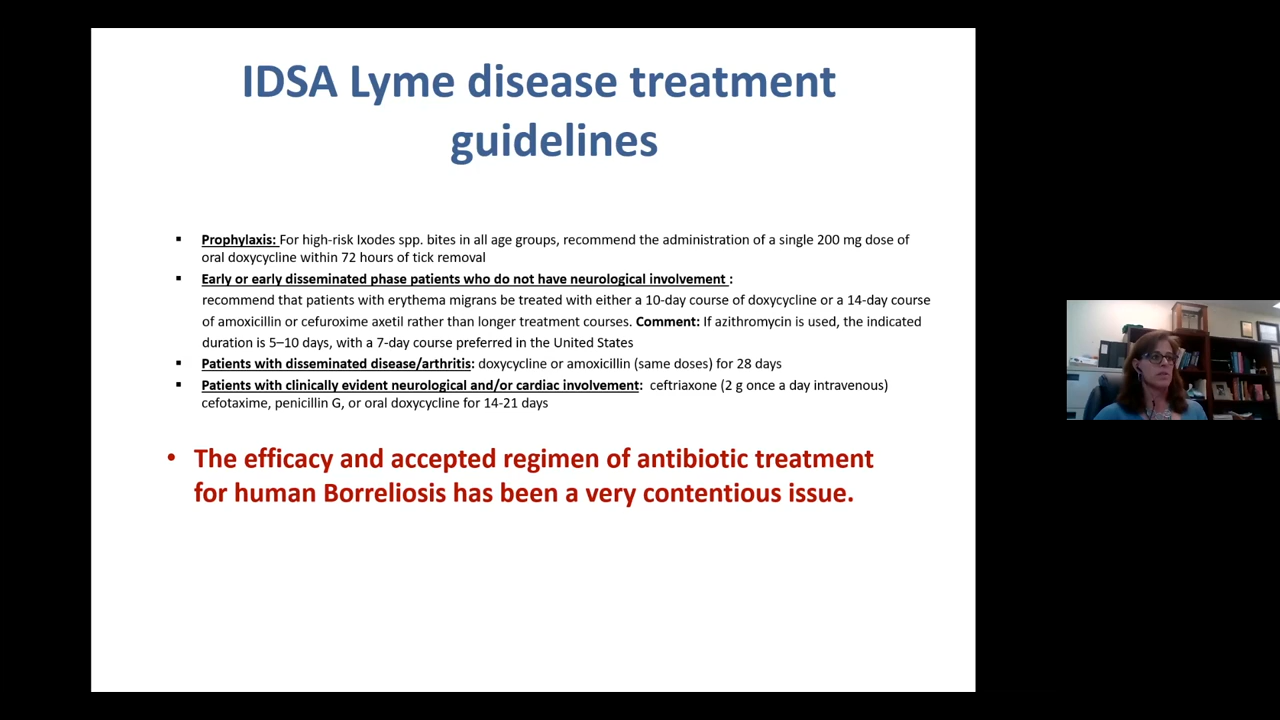 IDSA Lyme disease treatment
guidelines
▪ Prophylaxis: For high-risk Ixodes spp. bites in all age groups, recommend the administration of a single 200 mg dose of
oral doxycycline within 72 hours of tick removal
▪ Early or early disseminated phase patients who do not have neurological involvement :
recommend that patients with erythema migrans be treated with either a 10-day course of doxycycline or a 14-day course
of amoxicillin or cefuroxime axetil rather than longer treatment courses. Comment: If azithromycin is used, the indicated
duration is 5–10 days, with a 7-day course preferred in the United States
▪ Patients with disseminated disease/arthritis: doxycycline or amoxicillin (same doses) for 28 days
▪ Patients with clinically evident neurological and/or cardiac involvement: ceftriaxone (2 g once a day intravenous)
cefotaxime, penicillin G, or oral doxycycline for 14-21 days
• The efficacy and accepted regimen of antibiotic treatment
for human Borreliosis has been a very contentious issue.